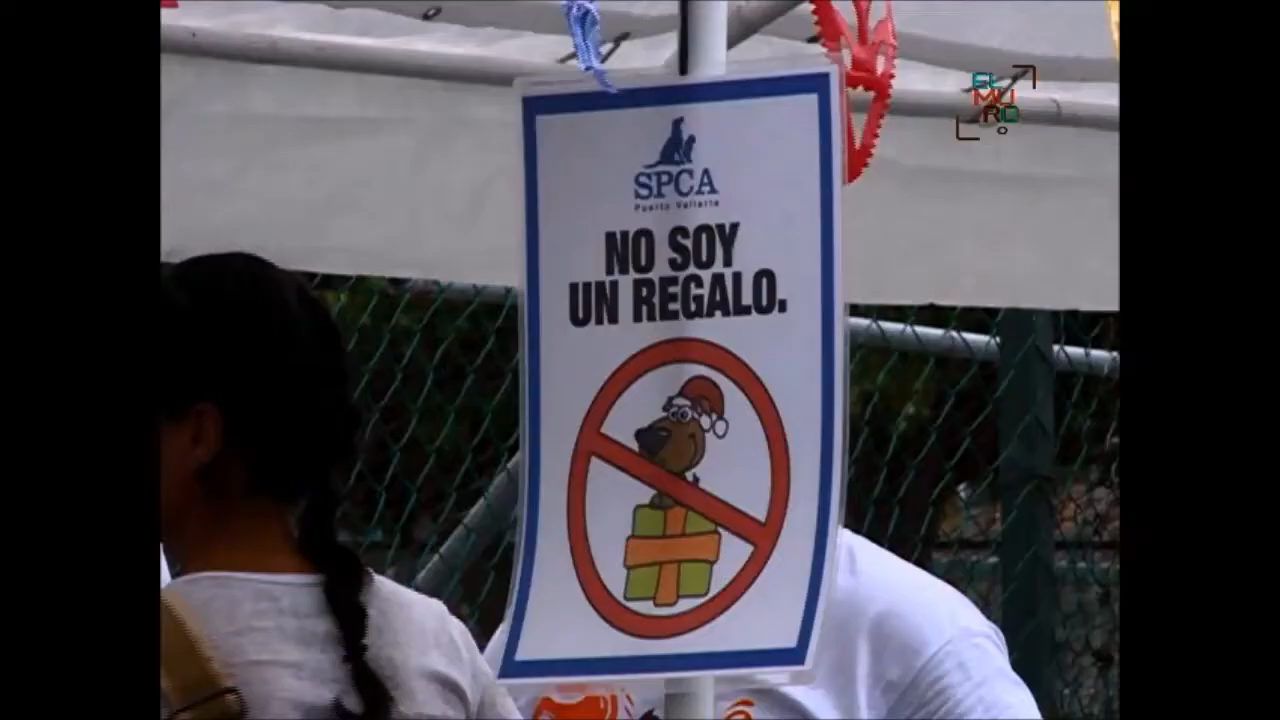 SPCA
Puerto Vallarta
NO SOY
UN REGALO.
EL
MU
RO